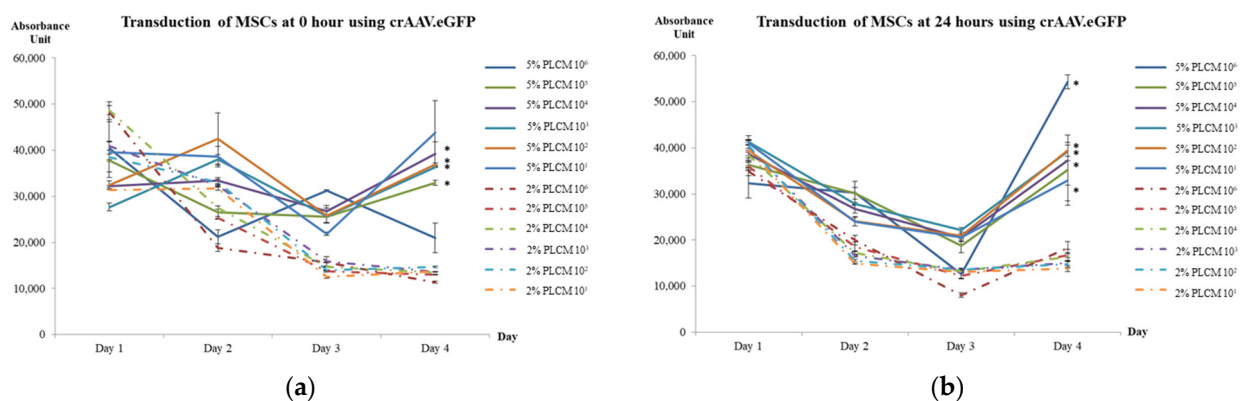 Transduction of MSCs at 0 hour using crAAV.eGFP
Absorbance
Unit
60,000
50,000
40,000
30,000
20,000
10,000
0
Day 1
Day 2
Day 3
Day 4
Day
*
*
*
*
*
*
5% PLCM 10⁶
5% PLCM 10⁵
5% PLCM 10⁴
5% PLCM 10³
5% PLCM 10²
5% PLCM 10¹
2% PLCM 10⁶
2% PLCM 10⁵
2% PLCM 10⁴
2% PLCM 10³
2% PLCM 10²
2% PLCM 10¹
(a)
Transduction of MSCs at 24 hours using crAAV.eGFP
Absorbance
Unit
60,000
50,000
40,000
30,000
20,000
10,000
0
Day 1
Day 2
Day 3
Day 4
Day
*
*
*
*
*
5% PLCM 10⁶
5% PLCM 10⁵
5% PLCM 10⁴
5% PLCM 10³
5% PLCM 10²
5% PLCM 10¹
2% PLCM 10⁶
2% PLCM 10⁵
2% PLCM 10⁴
2% PLCM 10³
2% PLCM 10²
2% PLCM 10¹
(b)